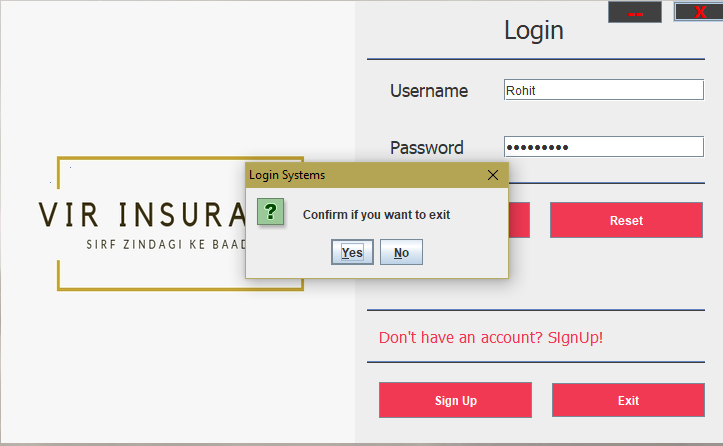 -- X
Login
Username Rohit
Password •••••••••
Login Systems
?
Confirm if you want to exit
Yes No
VIR
SIRF ZINDAGI KE BAAD
Reset
Don't have an account? SIgnUp!
Sign Up Exit